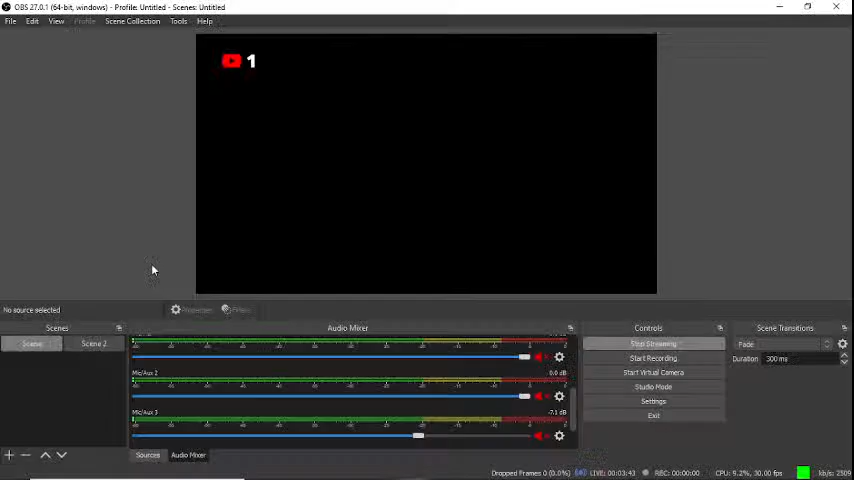 OBS 27.0.1 (64-bit, windows) - Profile: Untitled - Scenes: Untitled
File Edit View Profile Scene Collection Tools Help
1
No source selected Properties Filters
Scenes Audio Mixer Controls Scene Transitions
Scene Scene 2
Mic/Aux 2 0.0 dB
Mic/Aux 3 -7.1 dB
Stop Streaming
Start Recording
Start Virtual Camera
Studio Mode
Settings
Exit
Fade
Duration 300 ms
Sources Audio Mixer
Dropped Frames 0 (0.0%) LIVE: 00:03:43 REC: 00:00:00 CPU: 9.2%, 30.00 fps kb/s: 2509